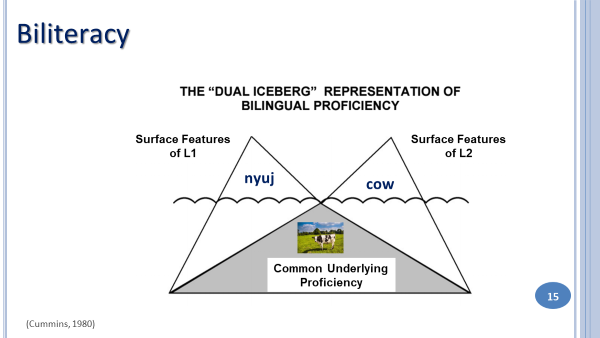 Biliteracy
THE “DUAL ICEBERG” REPRESENTATION OF
BILINGUAL PROFICIENCY
Surface Features
of L1
Surface Features
of L2
nyuj
cow
Common Underlying
Proficiency
15
(Cummins, 1980)